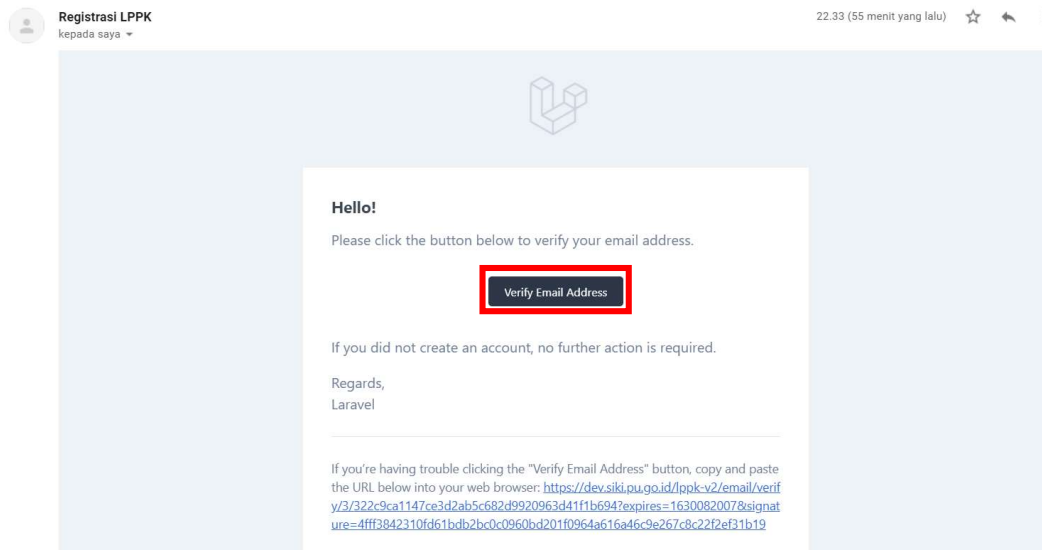 Registrasi LPPK
22.33 (55 menit yang lalu)
kepada saya
Hello!
Please click the button below to verify your email address.
Verify Email Address
If you did not create an account, no further action is required.
Regards,
Laravel
If you're having trouble clicking the "Verify Email Address" button, copy and paste
the URL below into your web browser: https://dev.siki.pu.go.id/lppk-v2/email/verif
y/3/322c9ca1147ce3d2ab5c682d9920963d41f1b694?expires=1630082007&signat
ure=4fff3842310fd61bdb2bc0c0960bd201f0964a616a46c9e267c8c22f2ef31b19